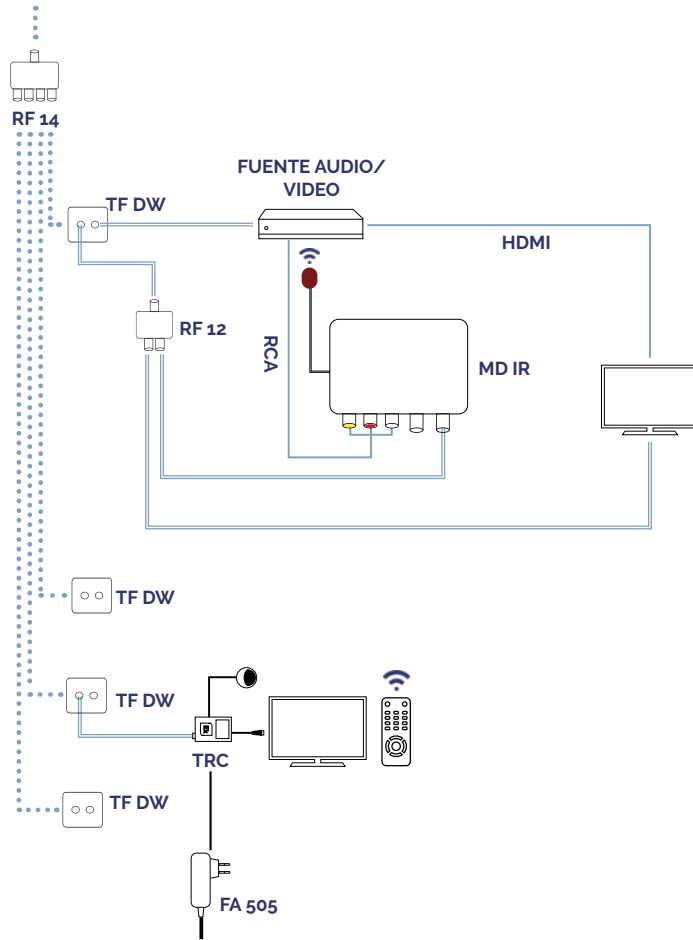 RF 14
FUENTE AUDIO/
VIDEO
TF DW
HDMI
RF 12
RCA
MD IR
TF DW
TF DW
TRC
TF DW
FA 505